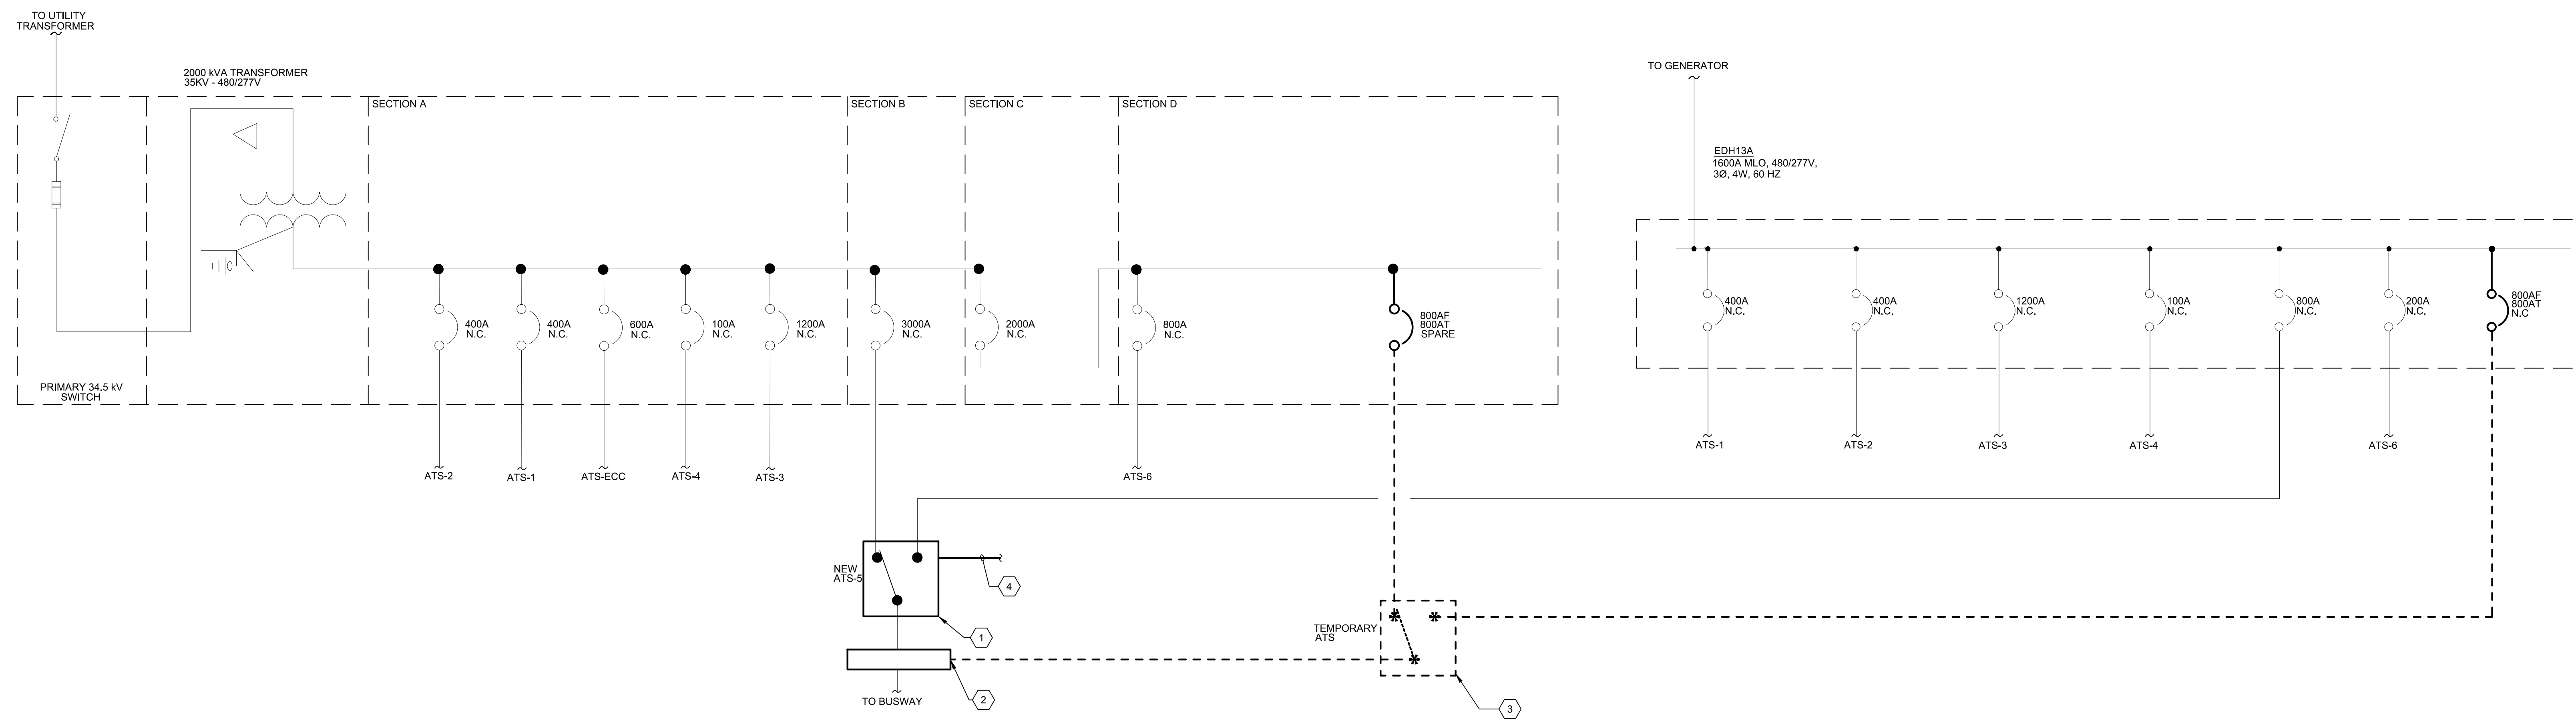 TO UTILITY
TRANSFORMER
2000 kVA TRANSFORMER
35KV - 480/277V
PRIMARY 34.5 kV
SWITCH
SECTION A
SECTION B
SECTION C
SECTION D
400A
N.C.
400A
N.C.
600A
N.C.
100A
N.C.
1200A
N.C.
3000A
N.C.
2000A
N.C.
800A
N.C.
800AF
800AT
SPARE
ATS-2
ATS-1
ATS-ECC
ATS-4
ATS-3
ATS-6
TO GENERATOR
EDH13A
1600A MLO, 480/277V,
3Ø, 4W, 60 HZ
400A
N.C.
400A
N.C.
1200A
N.C.
100A
N.C.
800A
N.C.
200A
N.C.
800AF
800AT
N.C
ATS-1
ATS-2
ATS-3
ATS-4
ATS-6
NEW
ATS-5
4
1
TO BUSWAY
2
TEMPORARY
ATS
3